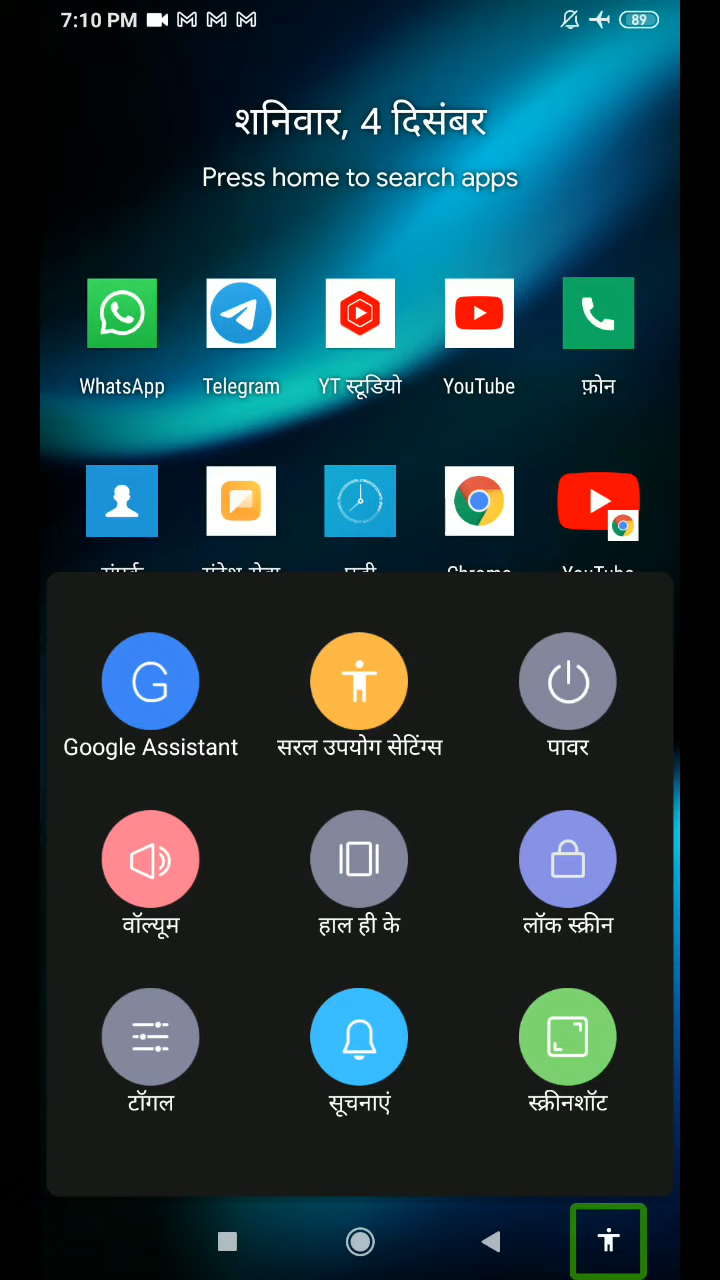 7:10 PM
89
शनिवार, 4 दिसंबर
Press home to search apps
WhatsApp Telegram YT स्टूडियो YouTube फ़ोन
Chrome YouTube
Google Assistant सरल उपयोग सेटिंग्स पावर
वॉल्यूम हाल ही के लॉक स्क्रीन
टॉगल सूचनाएं स्क्रीनशॉट